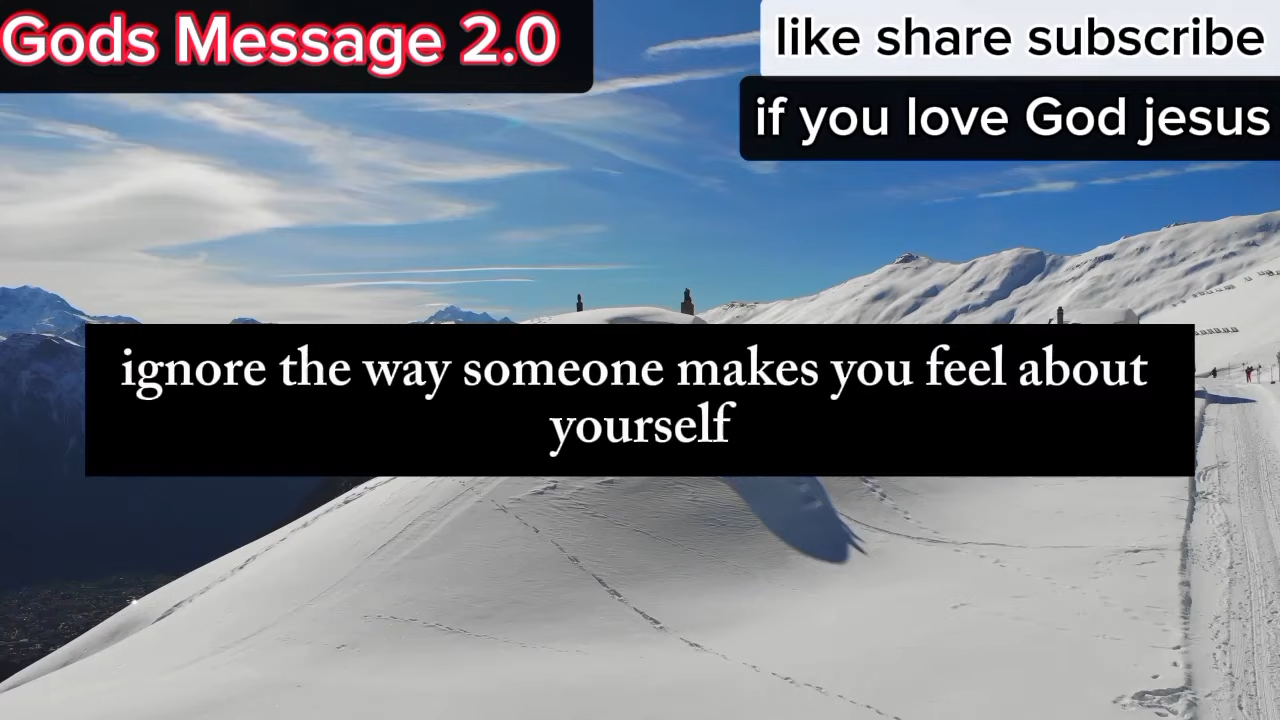 Gods Message 2.0
like share subscribe
if you love God jesus
ignore the way someone makes you feel about
yourself